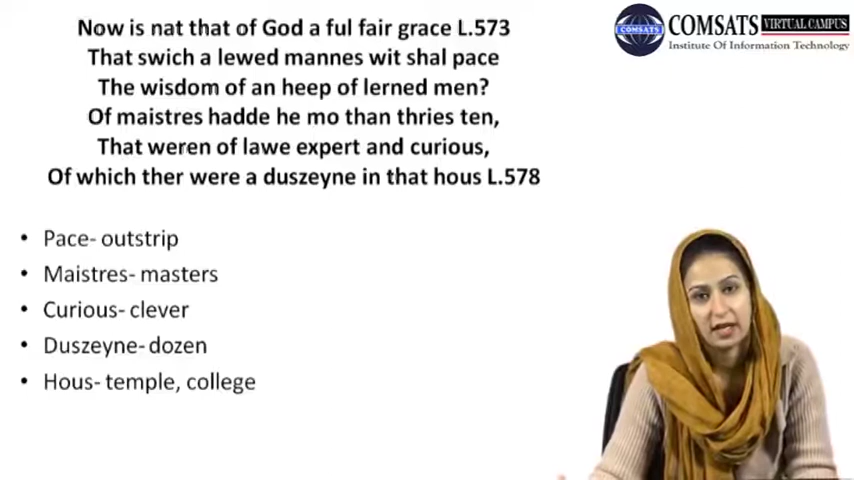 Now is nat that of God a ful fair grace L.573
That swich a lewed mannes wit shal pace
The wisdom of an heep of lerned men?
Of maistres hadde he mo than thries ten,
That weren of lawe expert and curious,
Of which ther were a duszeyne in that hous L.578
• Pace- outstrip
• Maistres- masters
• Curious- clever
• Duszeyne- dozen
• Hous- temple, college
COMSATS
COMSATS VIRTUAL CAMPUS
Institute Of Information Technology